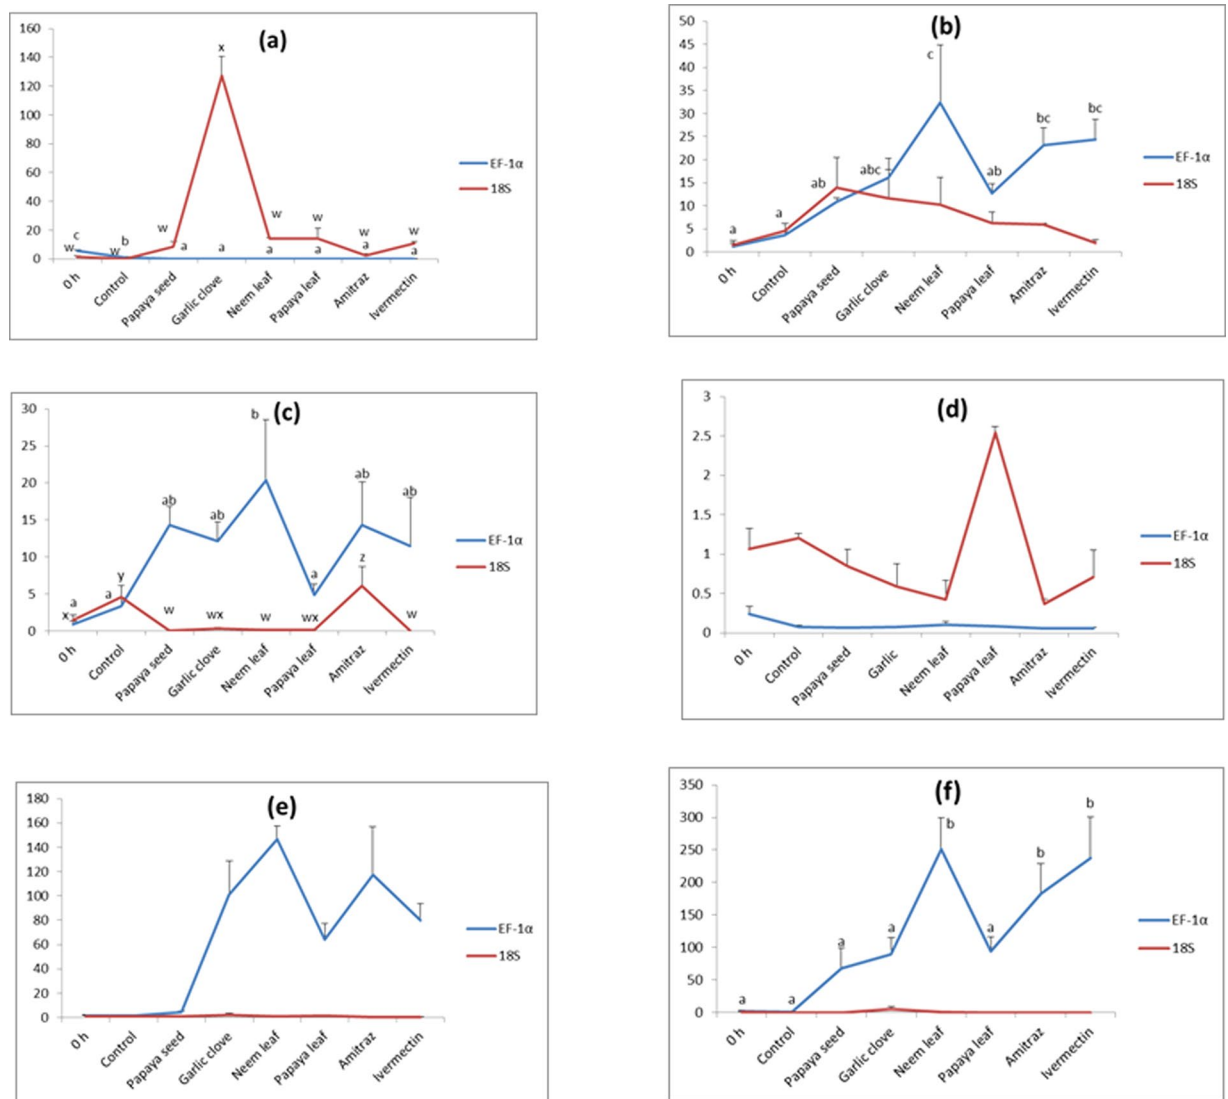 (a)
160
140
120
100
80
60
40
20
0
c
w
b
w
w
a
x
a
w
a
w
a
w
a
w
a
0 h
Control
Papaya seed
Garlic clove
Neem leaf
Papaya leaf
Amitraz
Ivermectin
EF-1α
18S
(b)
50
45
40
35
30
25
20
15
10
5
0
a
a
ab
abc
c
ab
bc
bc
0 h
Control
Papaya seed
Garlic clove
Neem leaf
Papaya leaf
Amitraz
Ivermectin
EF-1α
18S
(c)
30
25
20
15
10
5
0
a
x
a
y
ab
w
ab
wx
b
w
a
wx
ab
z
ab
w
0 h
Control
Papaya seed
Garlic clove
Neem leaf
Papaya leaf
Amitraz
Ivermectin
EF-1α
18S
(d)
3
2.5
2
1.5
1
0.5
0
0 h
Control
Papaya seed
Garlic
Neem leaf
Papaya leaf
Amitraz
Ivermectin
EF-1α
18S
(e)
180
160
140
120
100
80
60
40
20
0
0 h
Control
Papaya seed
Garlic clove
Neem leaf
Papaya leaf
Amitraz
Ivermectin
EF-1α
18S
(f)
350
300
250
200
150
100
50
0
a
a
a
a
b
a
b
b
0 h
Control
Papaya seed
Garlic clove
Neem leaf
Papaya leaf
Amitraz
Ivermectin
EF-1α
18S